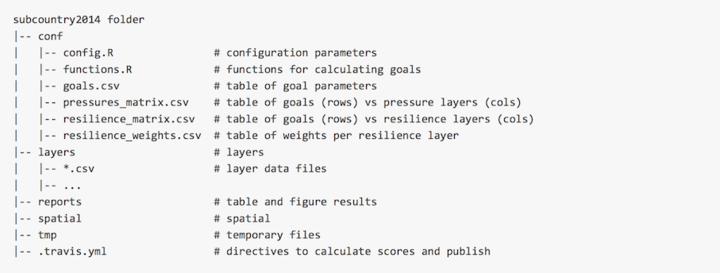 subcountry2014 folder
|-- conf
|   |-- config.R               # configuration parameters
|   |-- functions.R            # functions for calculating goals
|   |-- goals.csv              # table of goal parameters
|   |-- pressures_matrix.csv   # table of goals (rows) vs pressure layers (cols)
|   |-- resilience_matrix.csv  # table of goals (rows) vs resilience layers (cols)
|   |-- resilience_weights.csv # table of weights per resilience layer
|-- layers                     # layers
|   |-- *.csv                  # layer data files
|   |-- ...
|-- reports                    # table and figure results
|-- spatial                    # spatial
|-- tmp                        # temporary files
|-- .travis.yml                # directives to calculate scores and publish